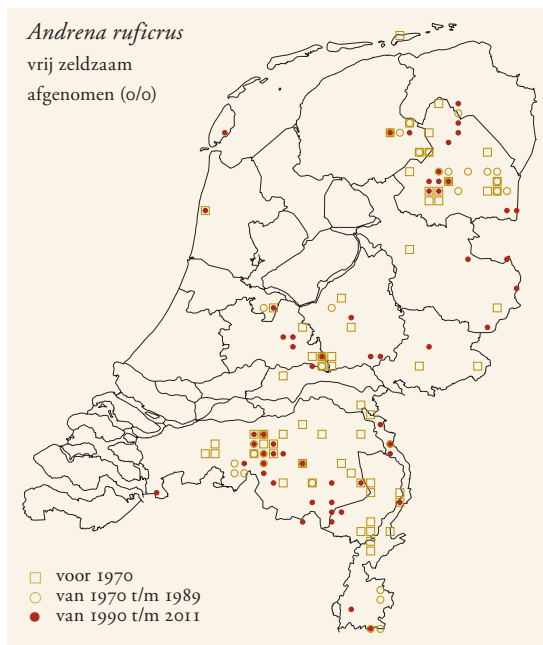 Andrena ruficrus
vrij zeldzaam
afgenomen (0/0)
voor 1970
van 1970 t/m 1989
van 1990 t/m 2011